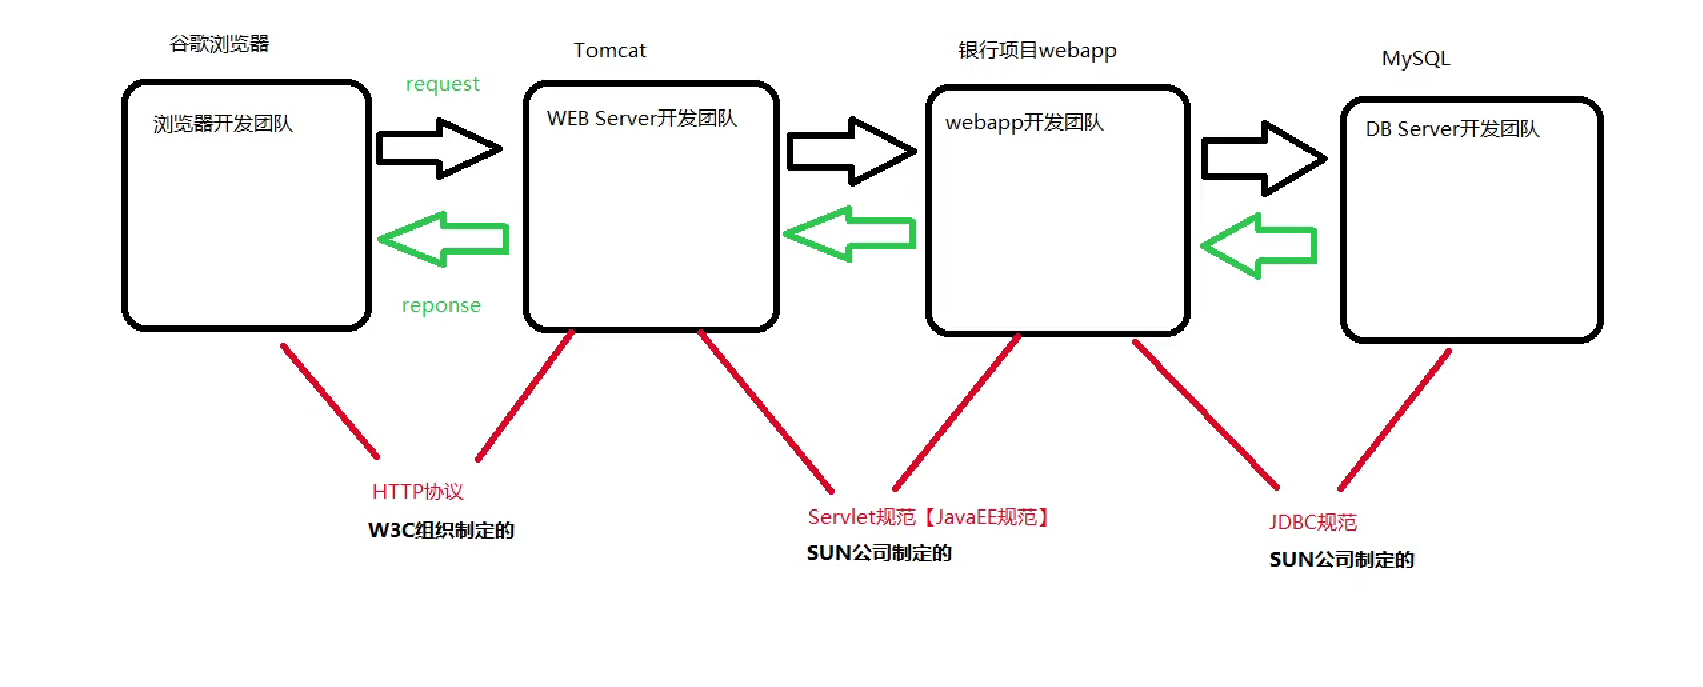 谷歌浏览器
Tomcat
银行项目webapp
MySQL
request
浏览器开发团队
WEB Server开发团队
webapp开发团队
DB Server开发团队
reponse
HTTP协议
W3C组织制定的
Servlet规范【JavaEE规范】
SUN公司制定的
JDBC规范
SUN公司制定的